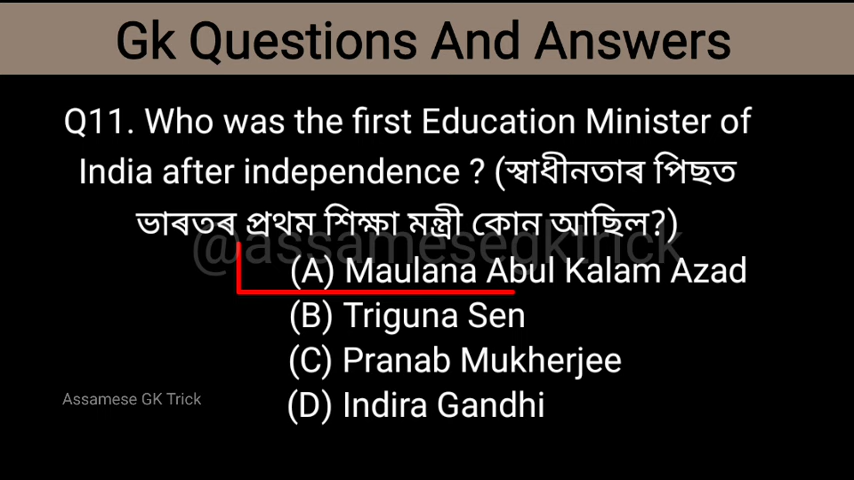 Gk Questions And Answers
Q11. Who was the first Education Minister of
India after independence ? (স্বাধীনতাৰ পিছত
ভাৰতৰ প্ৰথম শিক্ষা মন্ত্ৰী কোন আছিল?)
@assamesegktrick
(A) Maulana Abul Kalam Azad
(B) Triguna Sen
(C) Pranab Mukherjee
Assamese GK Trick
(D) Indira Gandhi